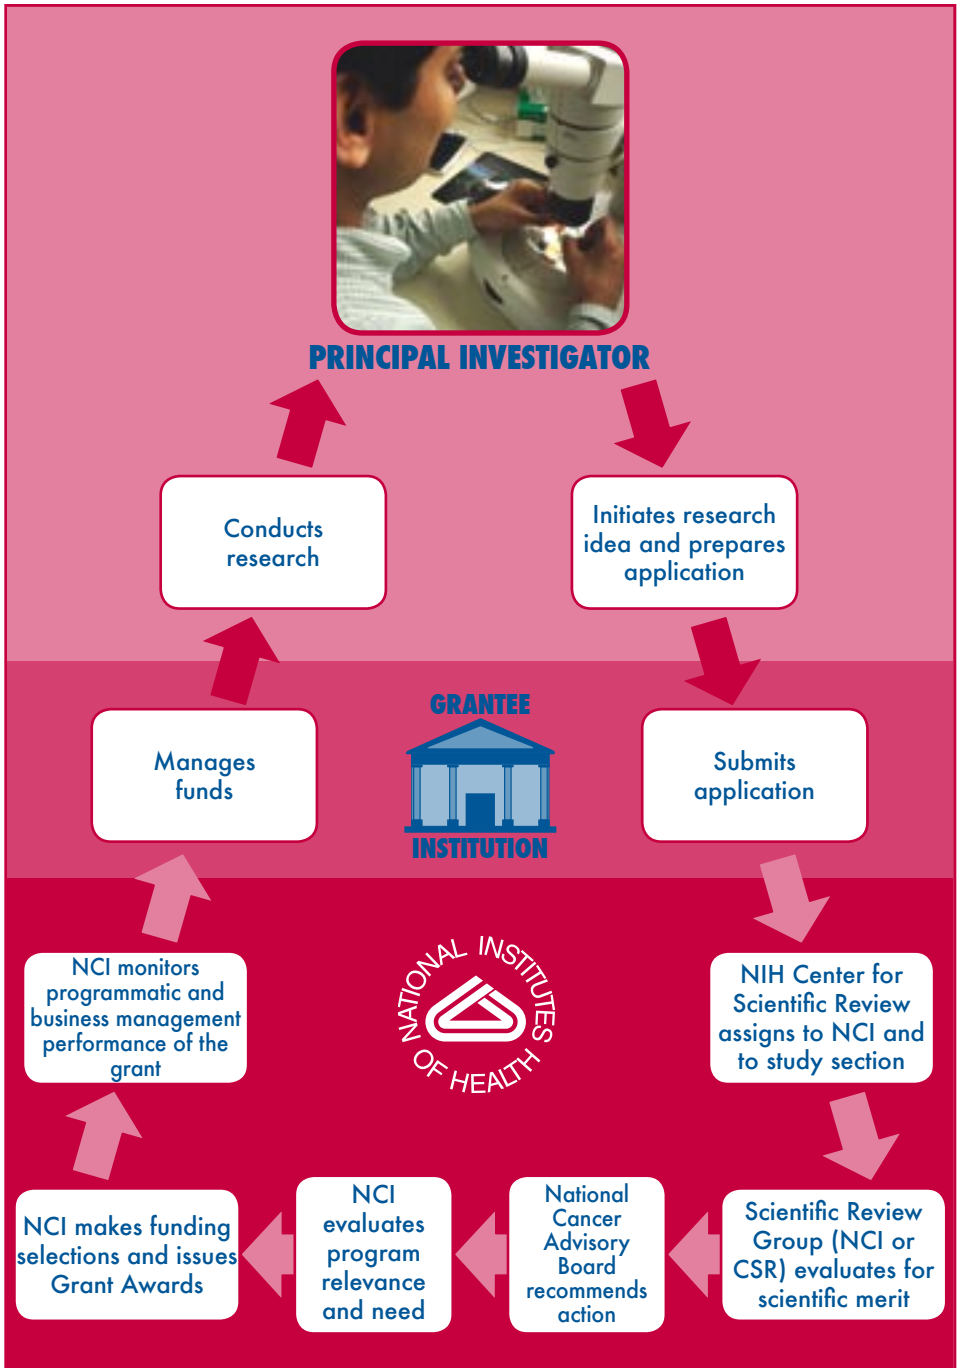 PRINCIPAL INVESTIGATOR
Conducts
research
Initiates research
idea and prepares
application
Manages
funds
GRANTEE
INSTITUTION
Submits
application
NCI monitors
programmatic and
business management
performance of the
grant
NATIONAL INSTITUTES
OF HEALTH
NIH Center for
Scientific Review
assigns to NCI and
to study section
NCI makes funding
selections and issues
Grant Awards
NCI
evaluates
program
relevance
and need
National
Cancer
Advisory
Board
recommends
action
Scientific Review
Group (NCI or
CSR) evaluates for
scientific merit